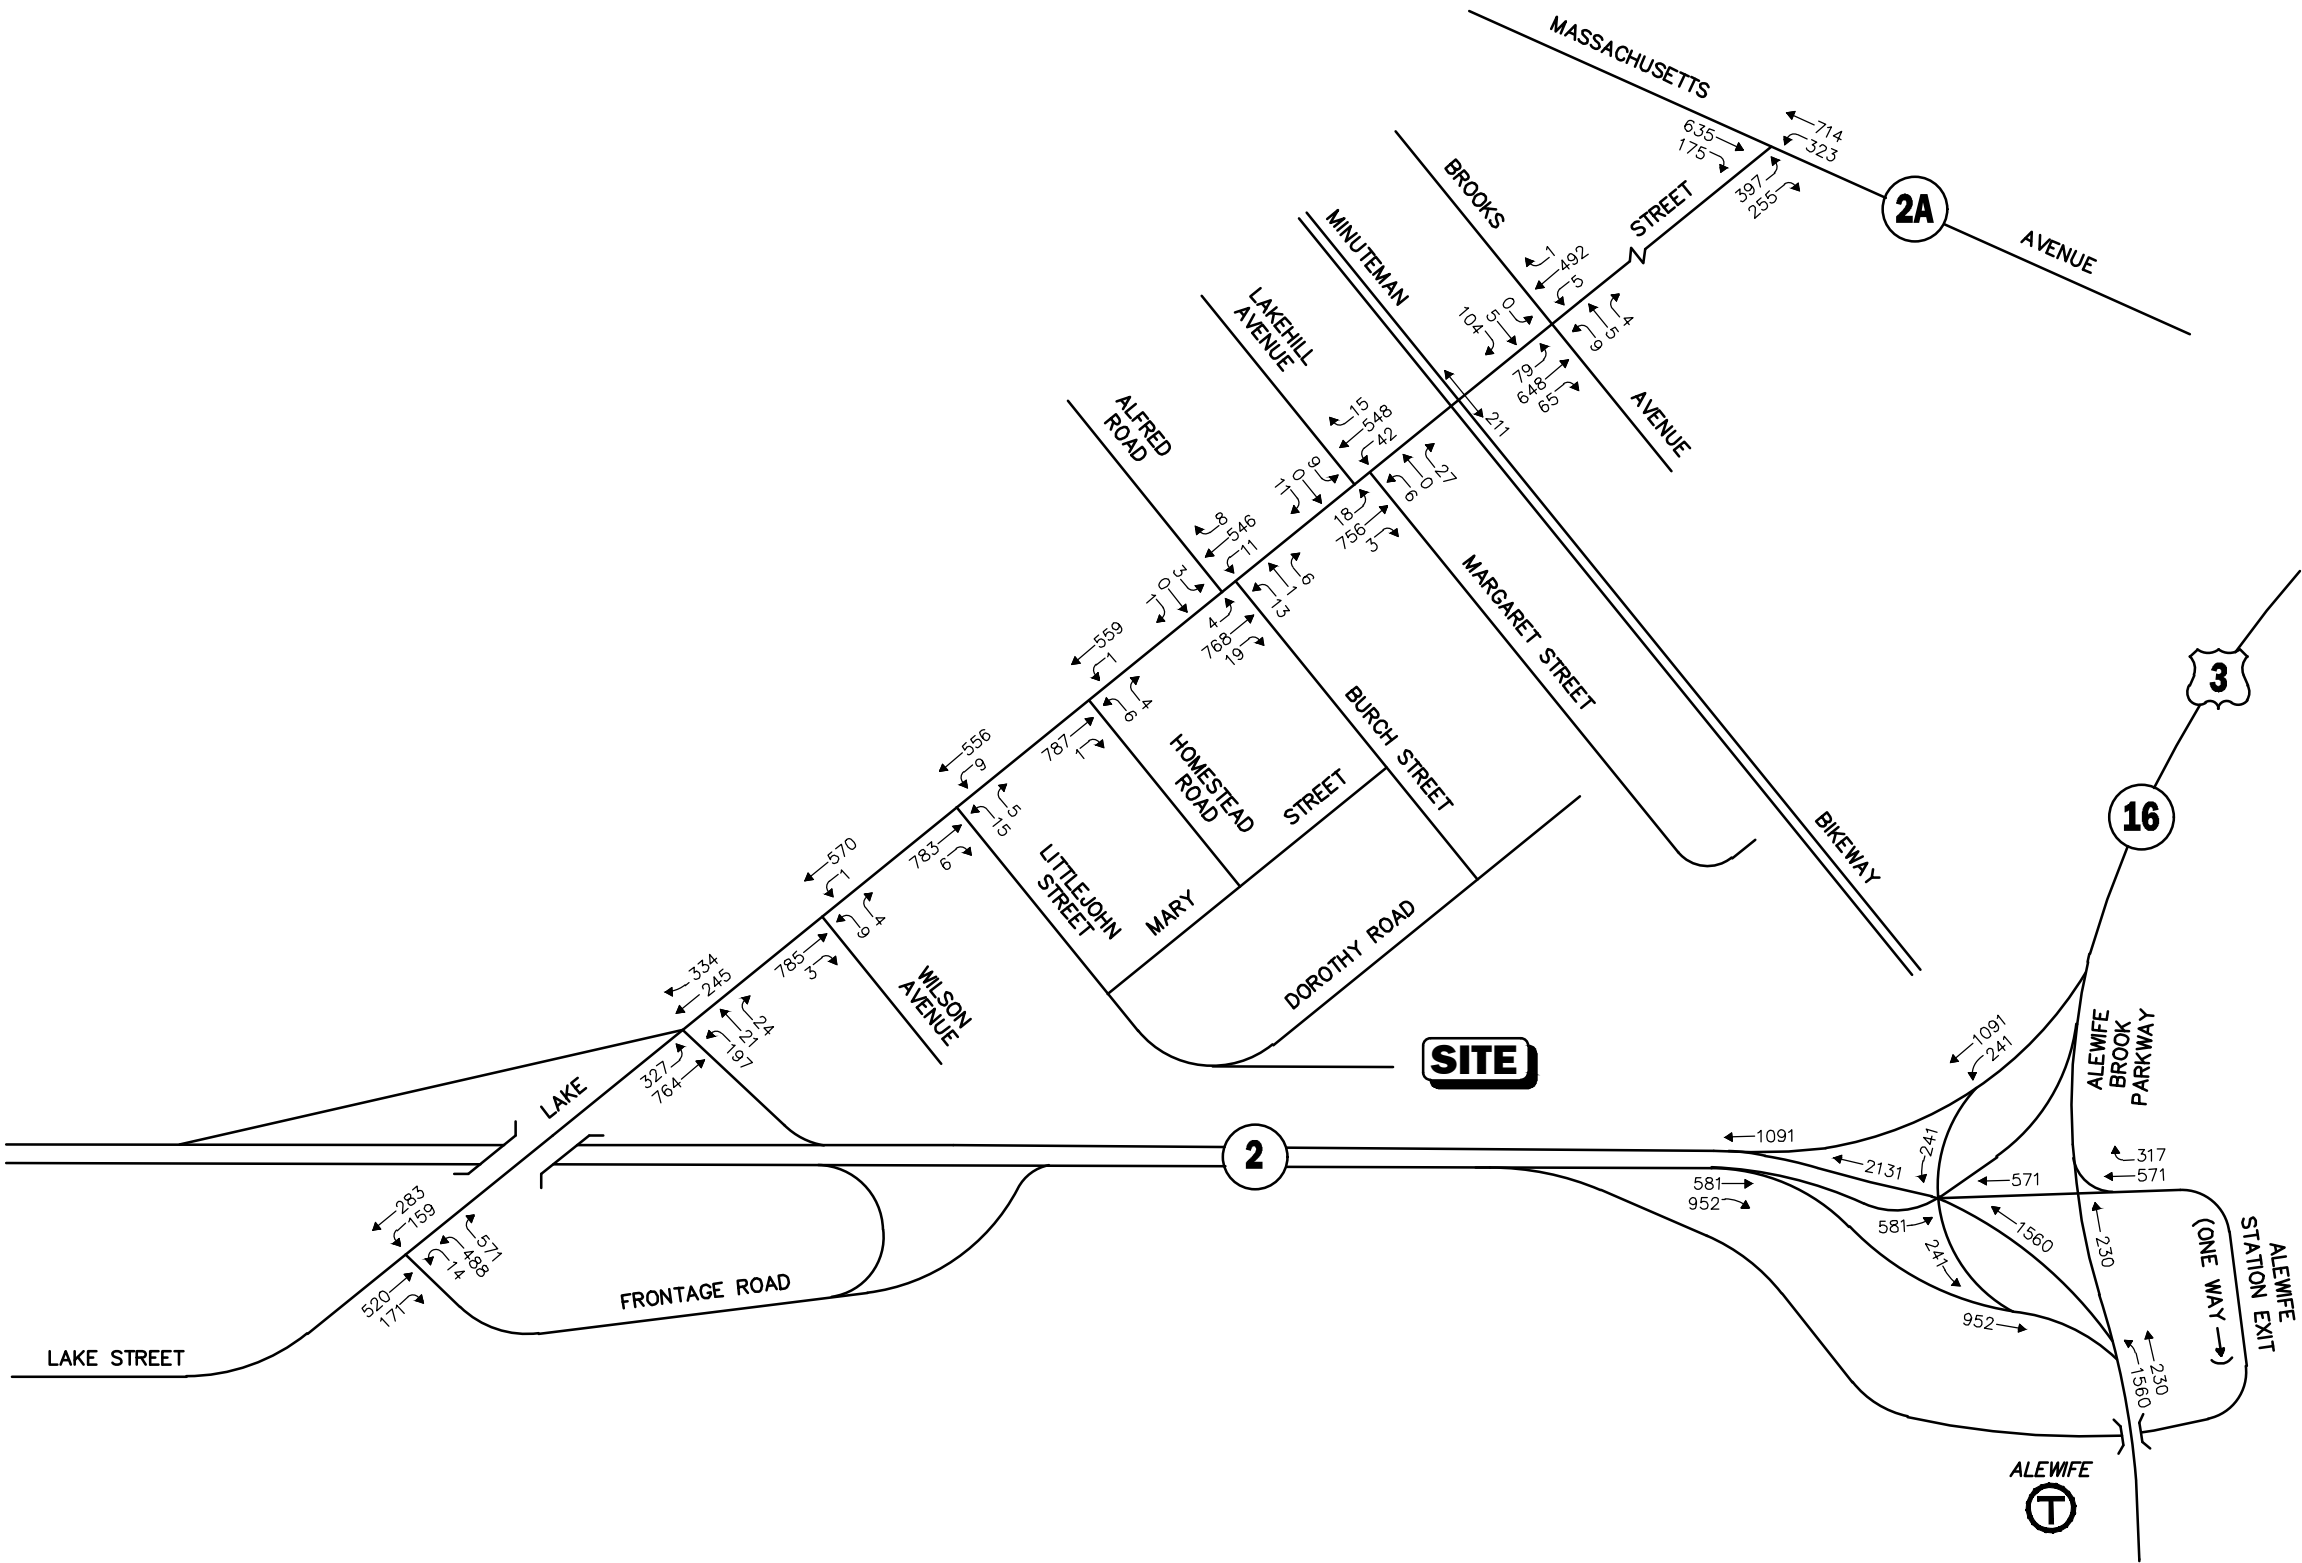 MASSACHUSETTS
714
323
635
175
397
255
2A
AVENUE
BROOKS
STREET
1
492
5
0
5
104
4
5
9
79
648
65
AVENUE
MINUTEMAN
211
LAKEHILL
AVENUE
15
548
42
9
0
11
27
0
6
18
756
3
ALFRED
ROAD
8
546
11
3
0
1
6
1
13
4
768
19
MARGARET STREET
BURCH STREET
559
1
4
6
787
1
HOMESTEAD
ROAD
STREET
MARY
556
9
5
15
783
6
LITTLEJOHN
STREET
DOROTHY ROAD
BIKEWAY
3
16
570
1
4
9
785
3
WILSON
AVENUE
334
245
24
21
197
327
764
SITE
LAKE
1091
241
ALEWIFE
BROOK
PARKWAY
2
1091
2131
241
571
317
571
581
952
581
241
1560
230
952
230
1560
ALEWIFE
STATION EXIT
(ONE WAY )
283
159
571
488
14
520
171
FRONTAGE ROAD
LAKE STREET
ALEWIFE
T